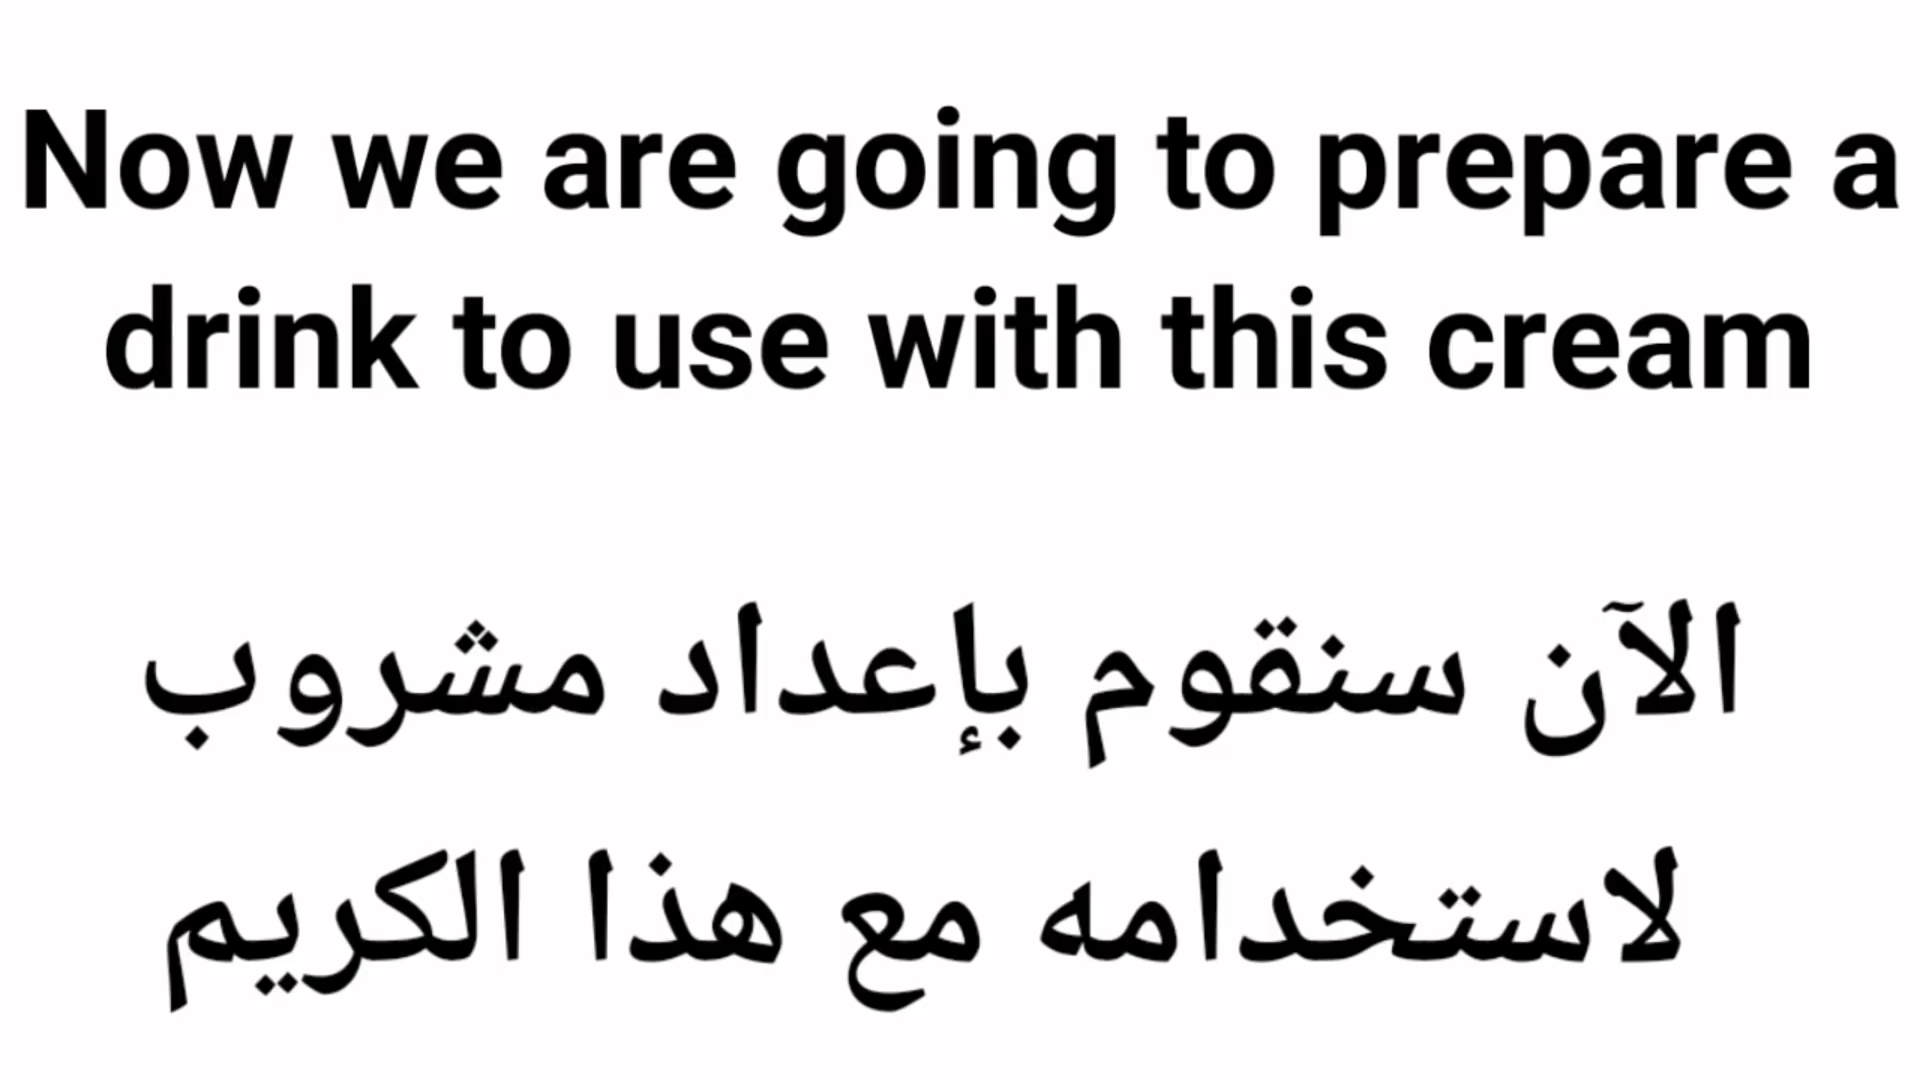 Now we are going to prepare a
drink to use with this cream
الآن سنقوم بإعداد مشروب
لاستخدامه مع هذا الكريم